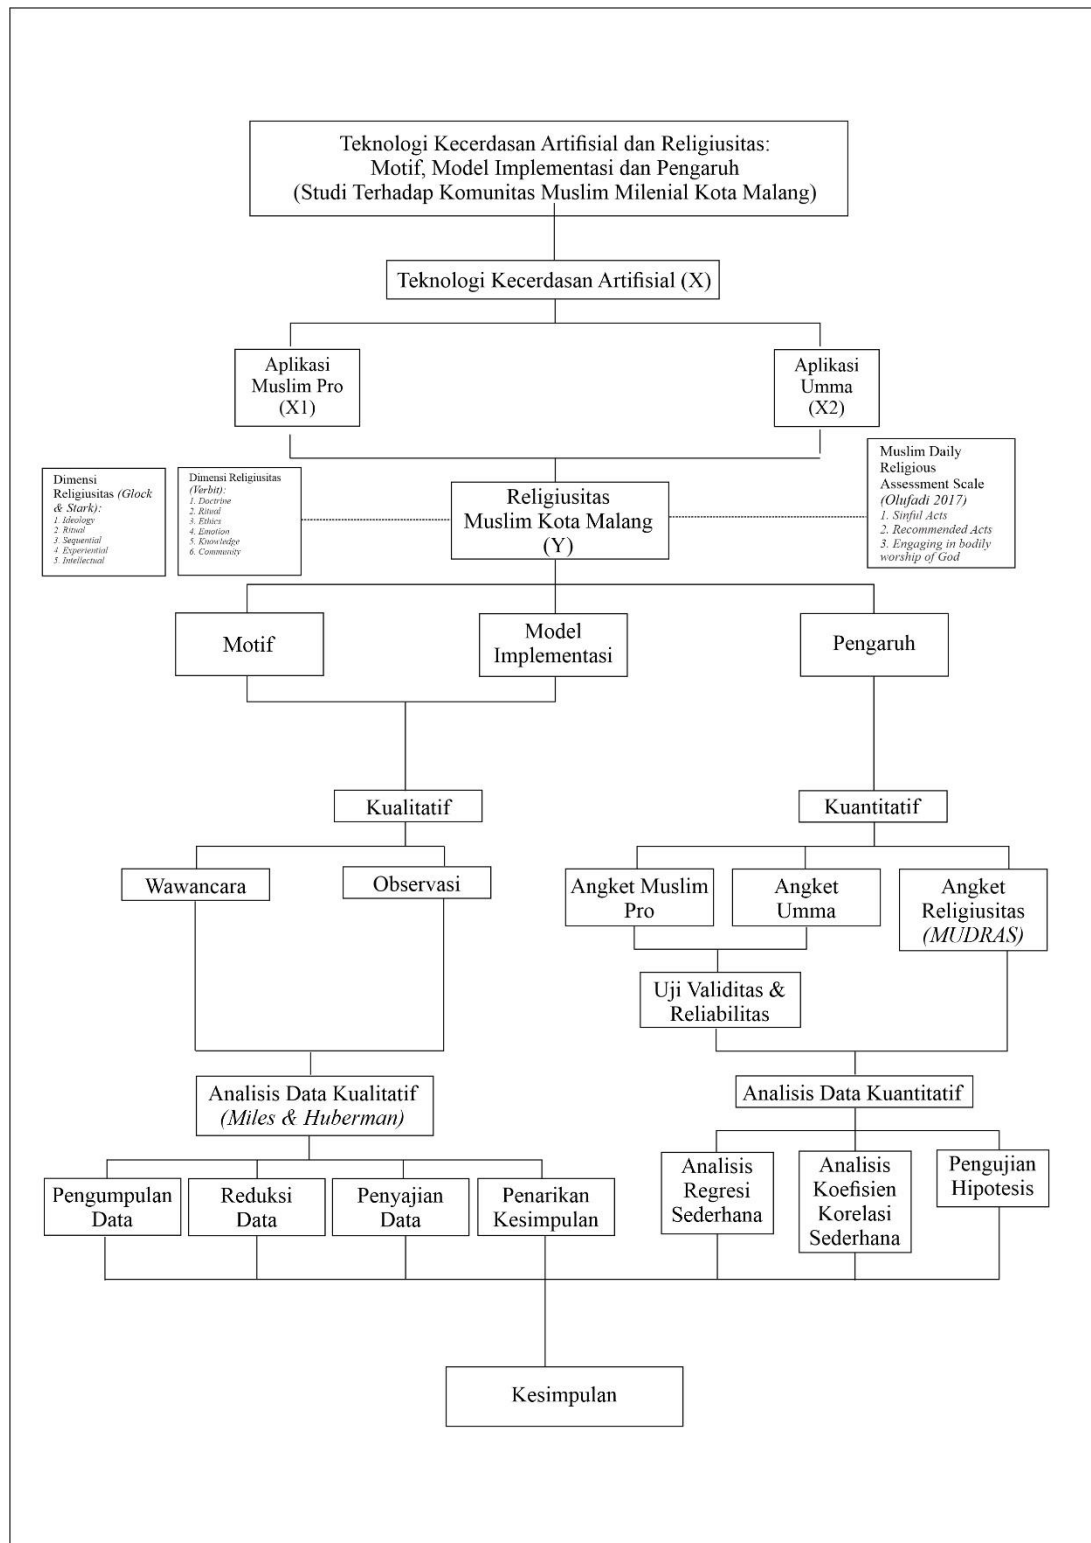 Teknologi Kecerdasan Artifisial dan Religiusitas:
Motif, Model Implementasi dan Pengaruh
(Studi Terhadap Komunitas Muslim Milenial Kota Malang)
Teknologi Kecerdasan Artifisial (X)
Aplikasi
Muslim Pro
(X1)
Aplikasi
Umma
(X2)
Dimensi
Religiusitas (Glock
& Stark):
1. Ideology
2 Ritual
3. Sequential
4 Experiential
5. Intellectual
Dimensi Religiusitas
(Verbit):
1. Doctrine
2. Ritual
3. Ethics
4. Emotion
5. Knowledge
6. Community
Religiusitas
Muslim Kota Malang
(Y)
Muslim Daily
Religious
Assessment Scale
(Olufadi 2017)
1. Sinful Acts
2. Recommended Acts
3. Engaging in bodily
worship of God
Motif
Model
Implementasi
Pengaruh
Kualitatif
Kuantitatif
Wawancara
Observasi
Angket Muslim
Pro
Angket
Umma
Angket
Religiusitas
(MUDRAS)
Uji Validitas &
Reliabilitas
Analisis Data Kualitatif
(Miles & Huberman)
Analisis Data Kuantitatif
Pengumpulan
Data
Reduksi
Data
Penyajian
Data
Penarikan
Kesimpulan
Analisis
Regresi
Sederhana
Analisis
Koefisien
Korelasi
Sederhana
Pengujian
Hipotesis
Kesimpulan